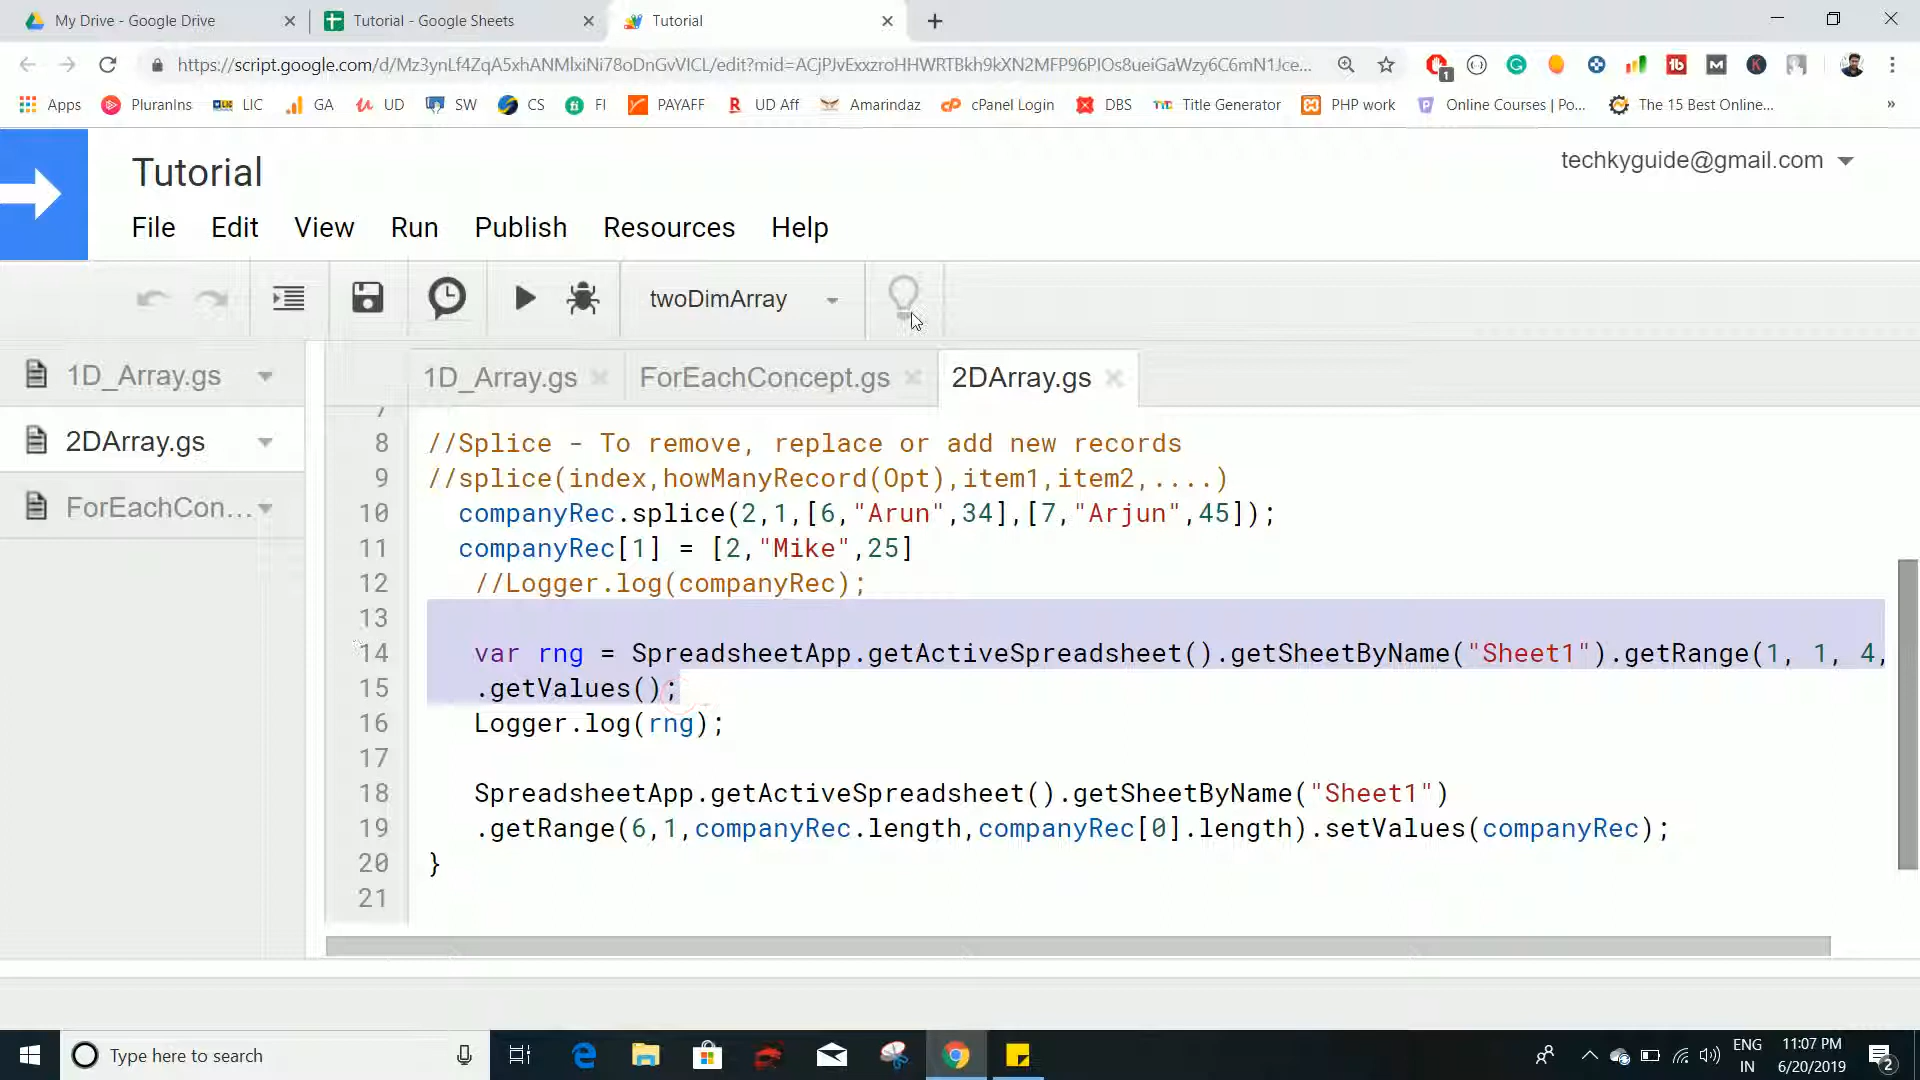 My Drive - Google Drive
Tutorial - Google Sheets
Tutorial
https://script.google.com/d/Mz3ynLf4ZqA5xhANMlxiNi78oDnGvVICL/edit?mid=ACjPJvExxzroHHWRTBkh9kXN2MFP96PIOs8ueiGaWzy6C6mN1Jce...
Apps PluranIns LIC GA UD SW CS FI PAYAFF UD Aff Amarindaz cPanel Login DBS Title Generator PHP work Online Courses | Po... The 15 Best Online... »
Tutorial
techkyguide@gmail.com
File Edit View Run Publish Resources Help
twoDimArray
1D_Array.gs
2DArray.gs
ForEachCon...
1D_Array.gs ForEachConcept.gs 2DArray.gs
7
8 //Splice - To remove, replace or add new records
9 //splice(index,howManyRecord(Opt),item1,item2,....)
10 companyRec.splice(2,1,[6,"Arun",34],[7,"Arjun",45]);
11 companyRec[1] = [2,"Mike",25]
12 //Logger.log(companyRec);
13
14 var rng = SpreadsheetApp.getActiveSpreadsheet().getSheetByName("Sheet1").getRange(1, 1, 4,
15 .getValues();
16 Logger.log(rng);
17
18 SpreadsheetApp.getActiveSpreadsheet().getSheetByName("Sheet1")
19 .getRange(6,1,companyRec.length,companyRec[0].length).setValues(companyRec);
20 }
21
Type here to search
ENG
IN
11:07 PM
6/20/2019
2